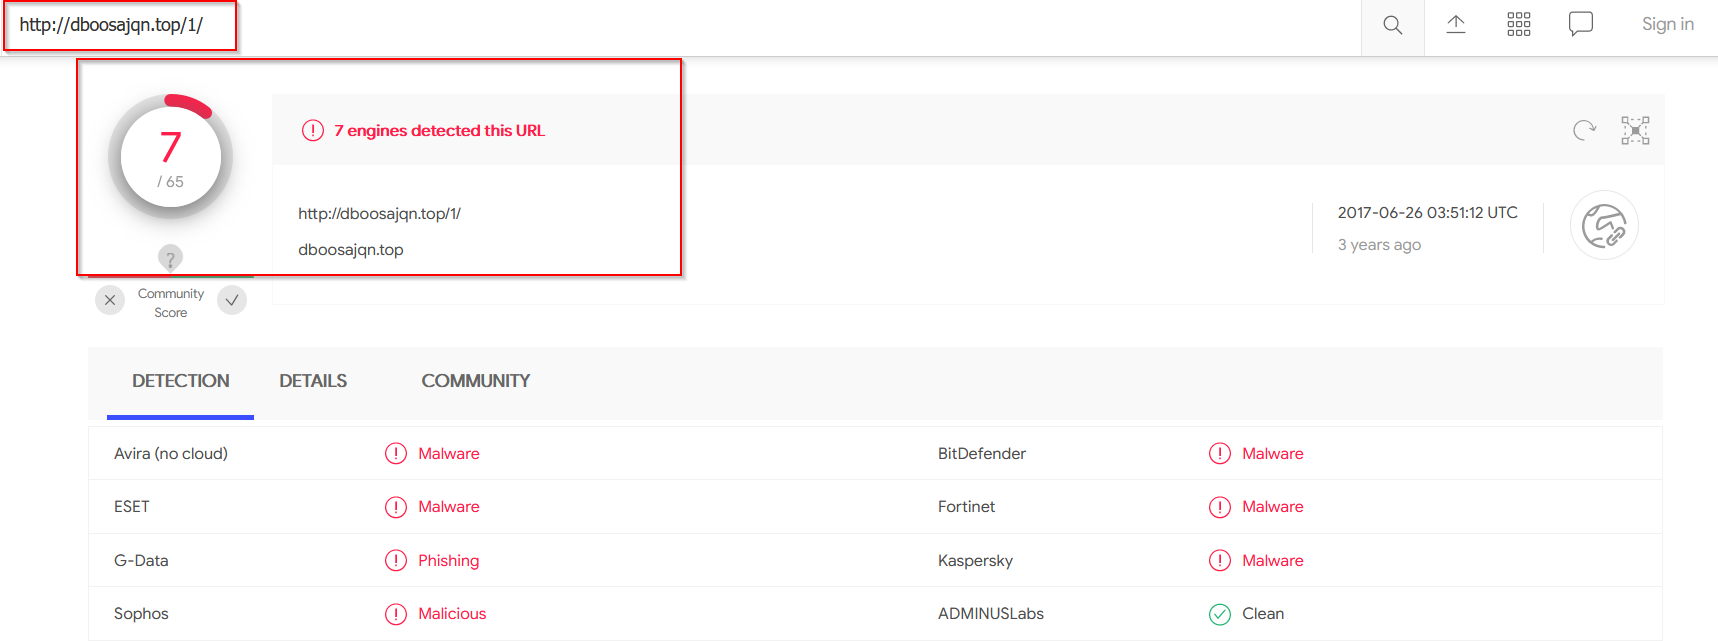 http://dboosajqn.top/1/
Sign in
7
/ 65
7 engines detected this URL
http://dboosajqn.top/1/
dboosajqn.top
2017-06-26 03:51:12 UTC
3 years ago
?
Community
Score
DETECTION DETAILS COMMUNITY
Avira (no cloud) Malware BitDefender Malware
ESET Malware Fortinet Malware
G-Data Phishing Kaspersky Malware
Sophos Malicious ADMINUSLabs Clean